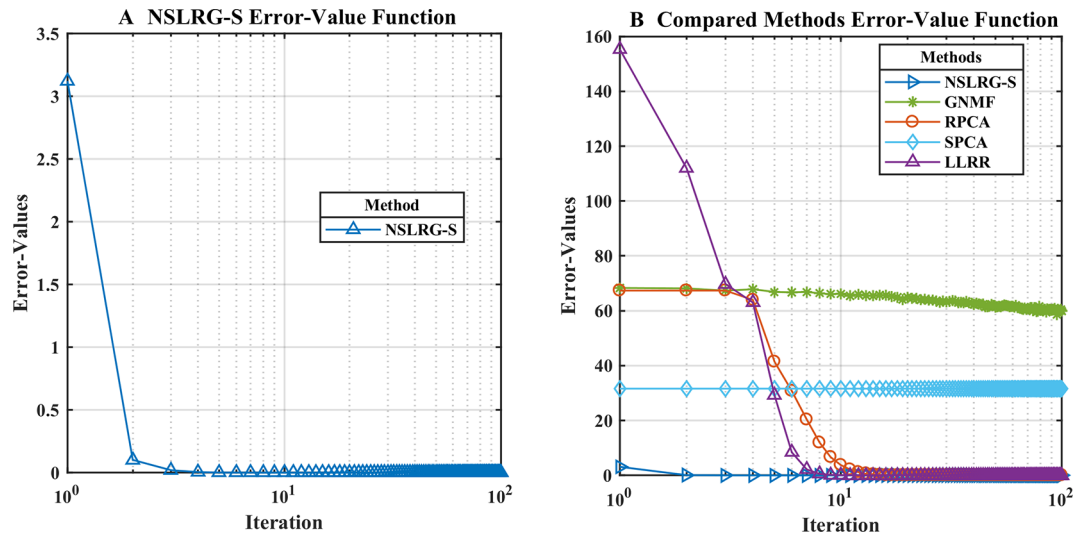 A NSLRG-S Error-Value Function
3.5
3
2.5
2
1.5
1
0.5
0
Error-Values
Method
NSLRG-S
10^0
10^1
10^2
Iteration
B Compared Methods Error-Value Function
160
140
120
100
80
60
40
20
0
Error-Values
Methods
NSLRG-S
GNMF
RPCA
SPCA
LLRR
10^0
10^1
10^2
Iteration